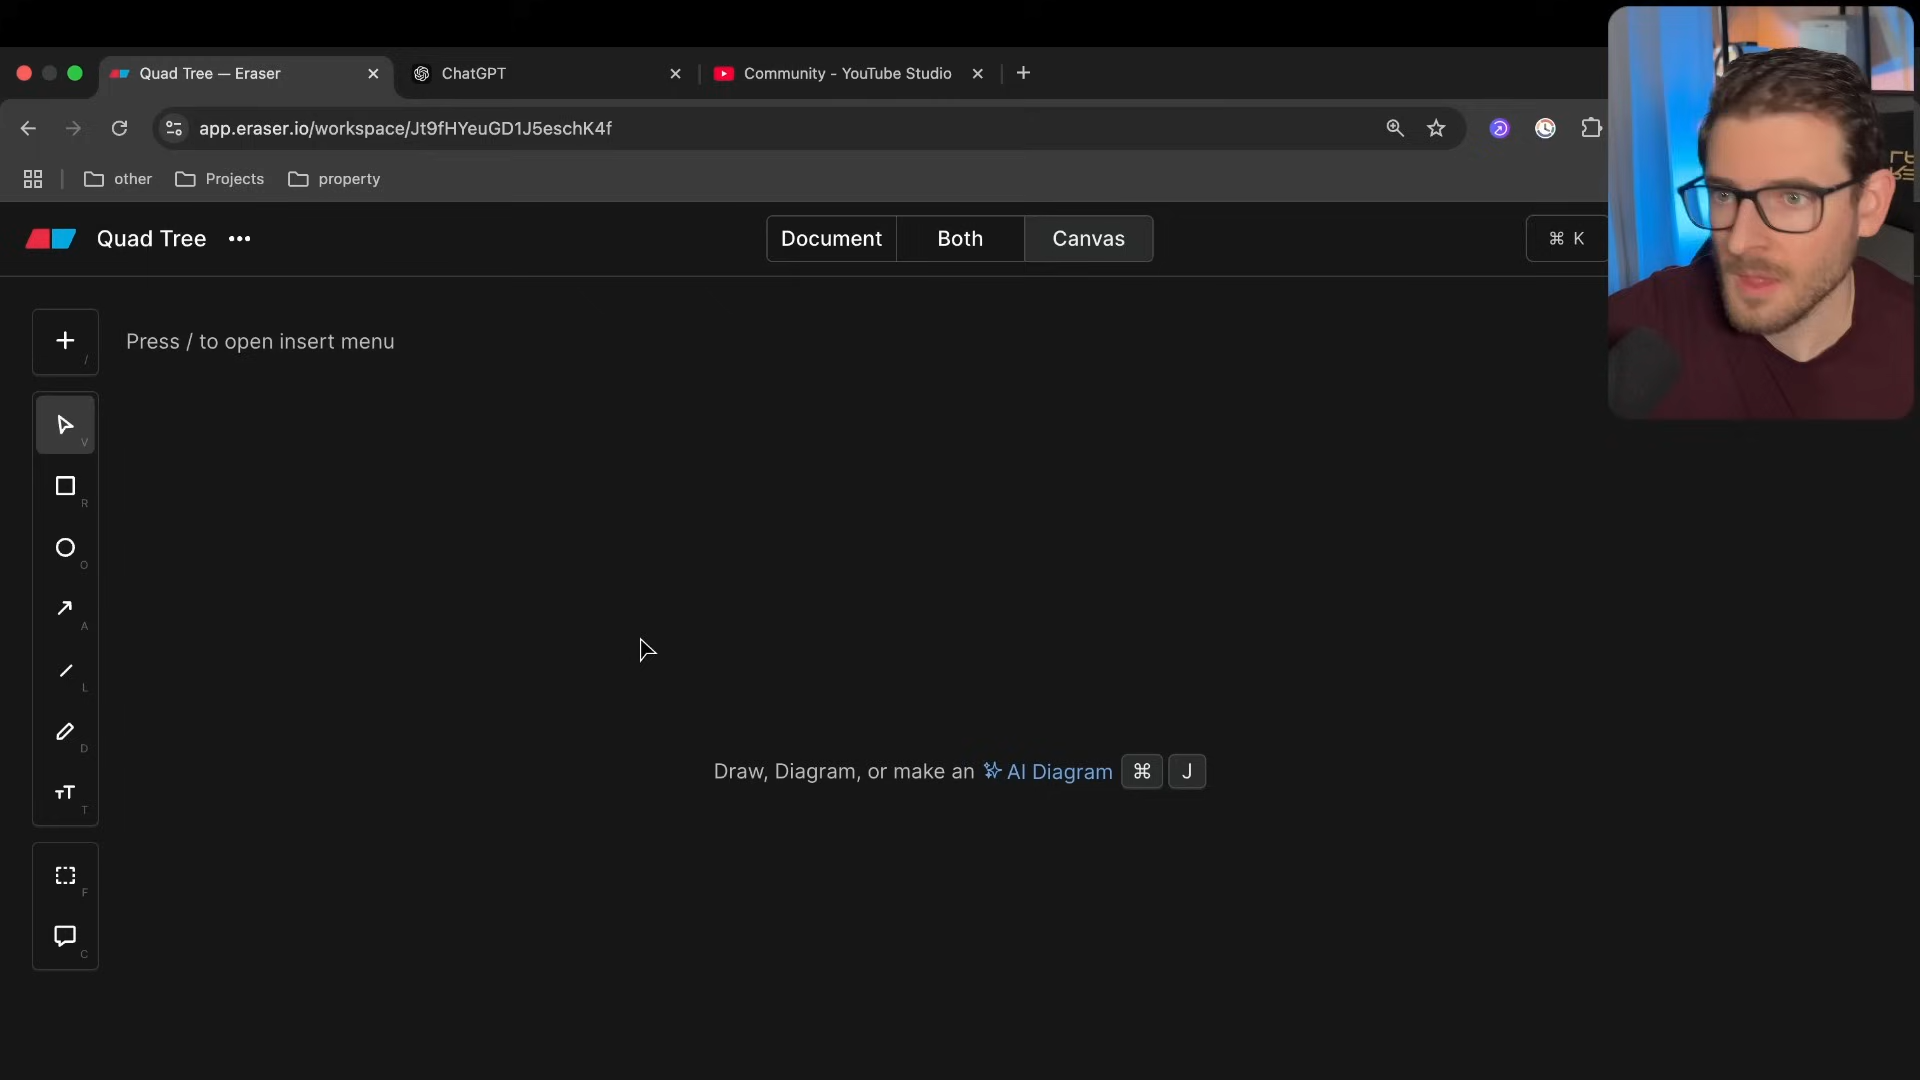 Quad Tree — Eraser
ChatGPT
Community - YouTube Studio
app.eraser.io/workspace/Jt9fHYeuGD1J5eschK4f
other
Projects
property
Quad Tree
Document
Both
Canvas
⌘ K
/
Press / to open insert menu
V
R
O
A
L
D
T
Draw, Diagram, or make an AI Diagram ⌘ J
F
C